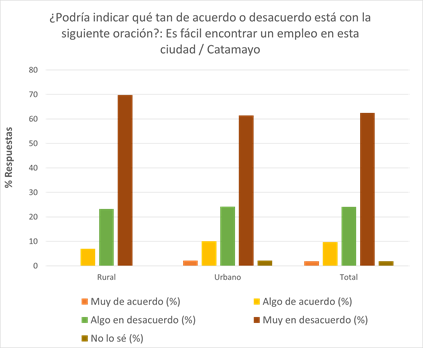 ¿Podría indicar qué tan de acuerdo o desacuerdo está con la
siguiente oración?: Es fácil encontrar un empleo en esta
ciudad / Catamayo
80
70
60
50
40
30
20
10
0
% Respuestas
Rural
Urbano
Total
Muy de acuerdo (%)
Algo de acuerdo (%)
Algo en desacuerdo (%)
Muy en desacuerdo (%)
No lo sé (%)